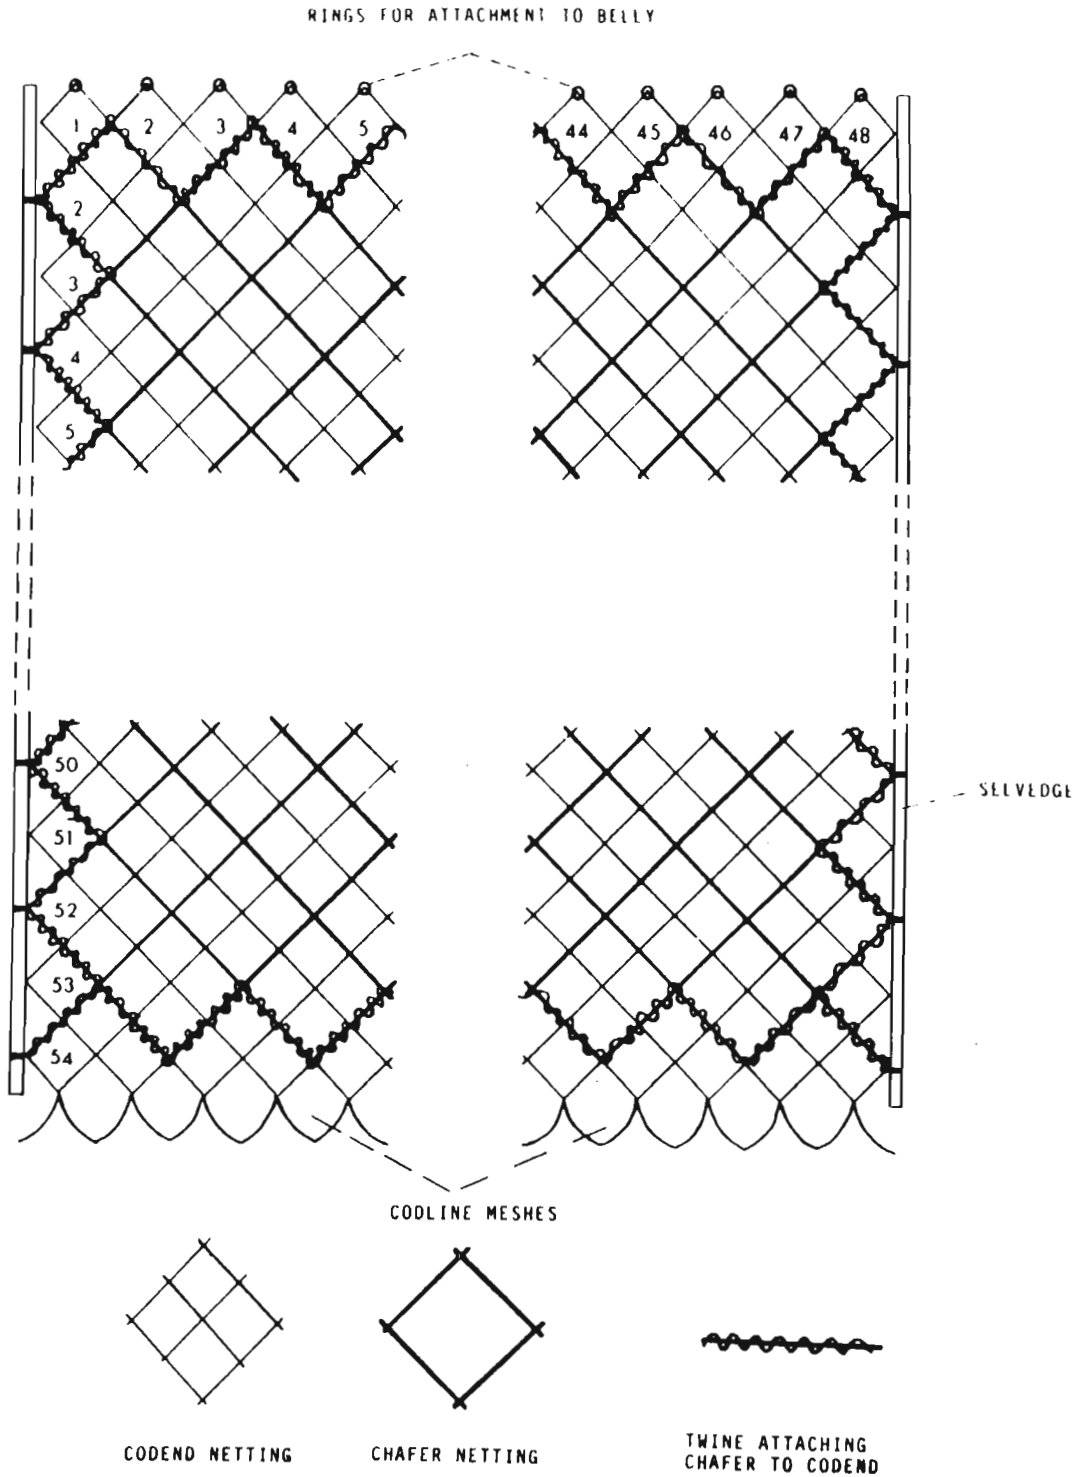 RINGS FOR ATTACHMENT TO BELLY
1 2 3 4 5 44 45 46 47 48
2
3
4
5
50
51
52
53
54
SELVEDGE
CODLINE MESHES
CODEND NETTING CHAFER NETTING TWINE ATTACHING
CHAFER TO CODEND